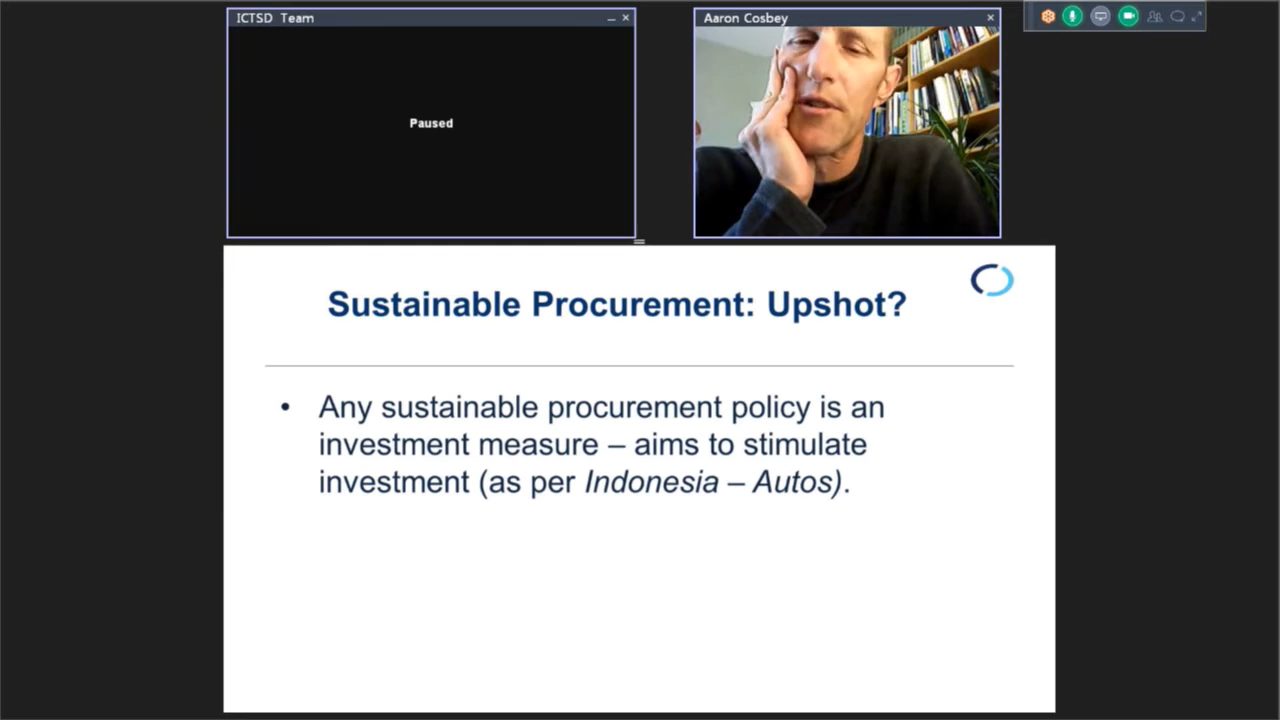 ICTSD Team
Aaron Cosbey
Paused
Sustainable Procurement: Upshot?
• Any sustainable procurement policy is an
investment measure – aims to stimulate
investment (as per Indonesia – Autos).